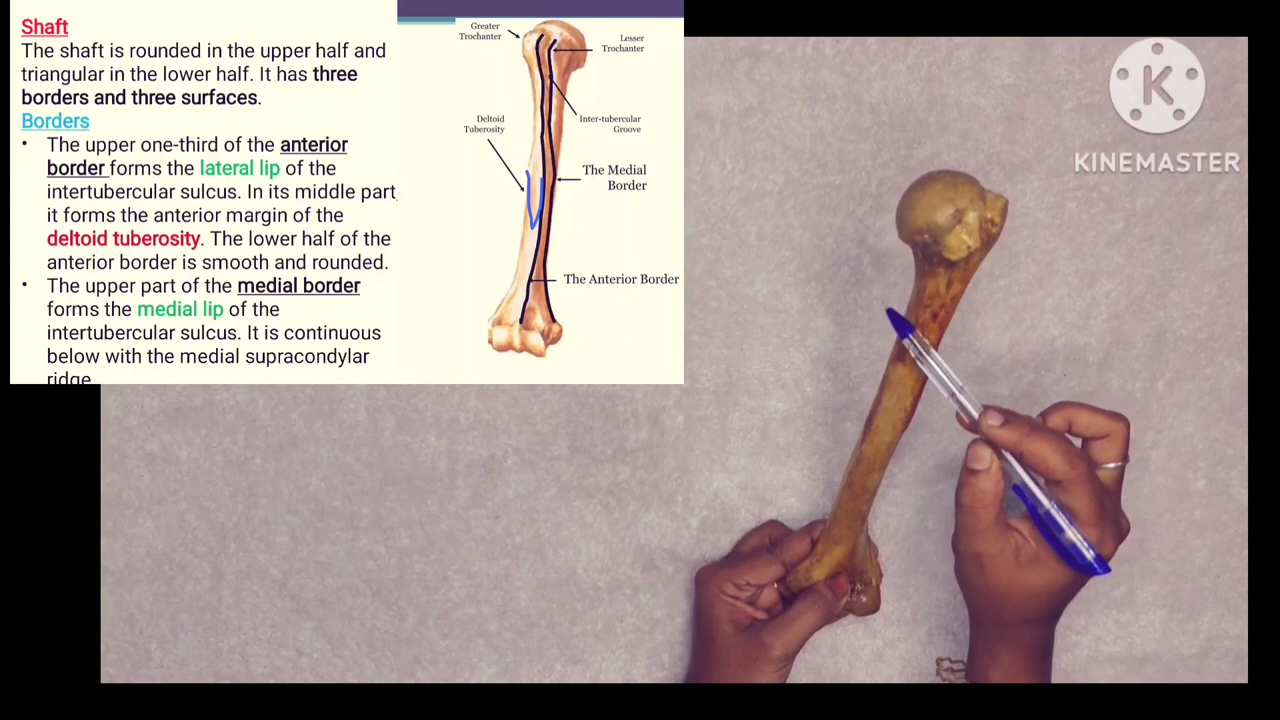 Shaft
The shaft is rounded in the upper half and
triangular in the lower half. It has three
borders and three surfaces.
Borders
• The upper one-third of the anterior
border forms the lateral lip of the
intertubercular sulcus. In its middle part,
it forms the anterior margin of the
deltoid tuberosity. The lower half of the
anterior border is smooth and rounded.
• The upper part of the medial border
forms the medial lip of the
intertubercular sulcus. It is continuous
below with the medial supracondylar
ridge
Greater
Trochanter
Lesser
Trochanter
Deltoid
Tuberosity
Inter-tubercular
Groove
The Medial
Border
The Anterior Border
K
KINEMASTER